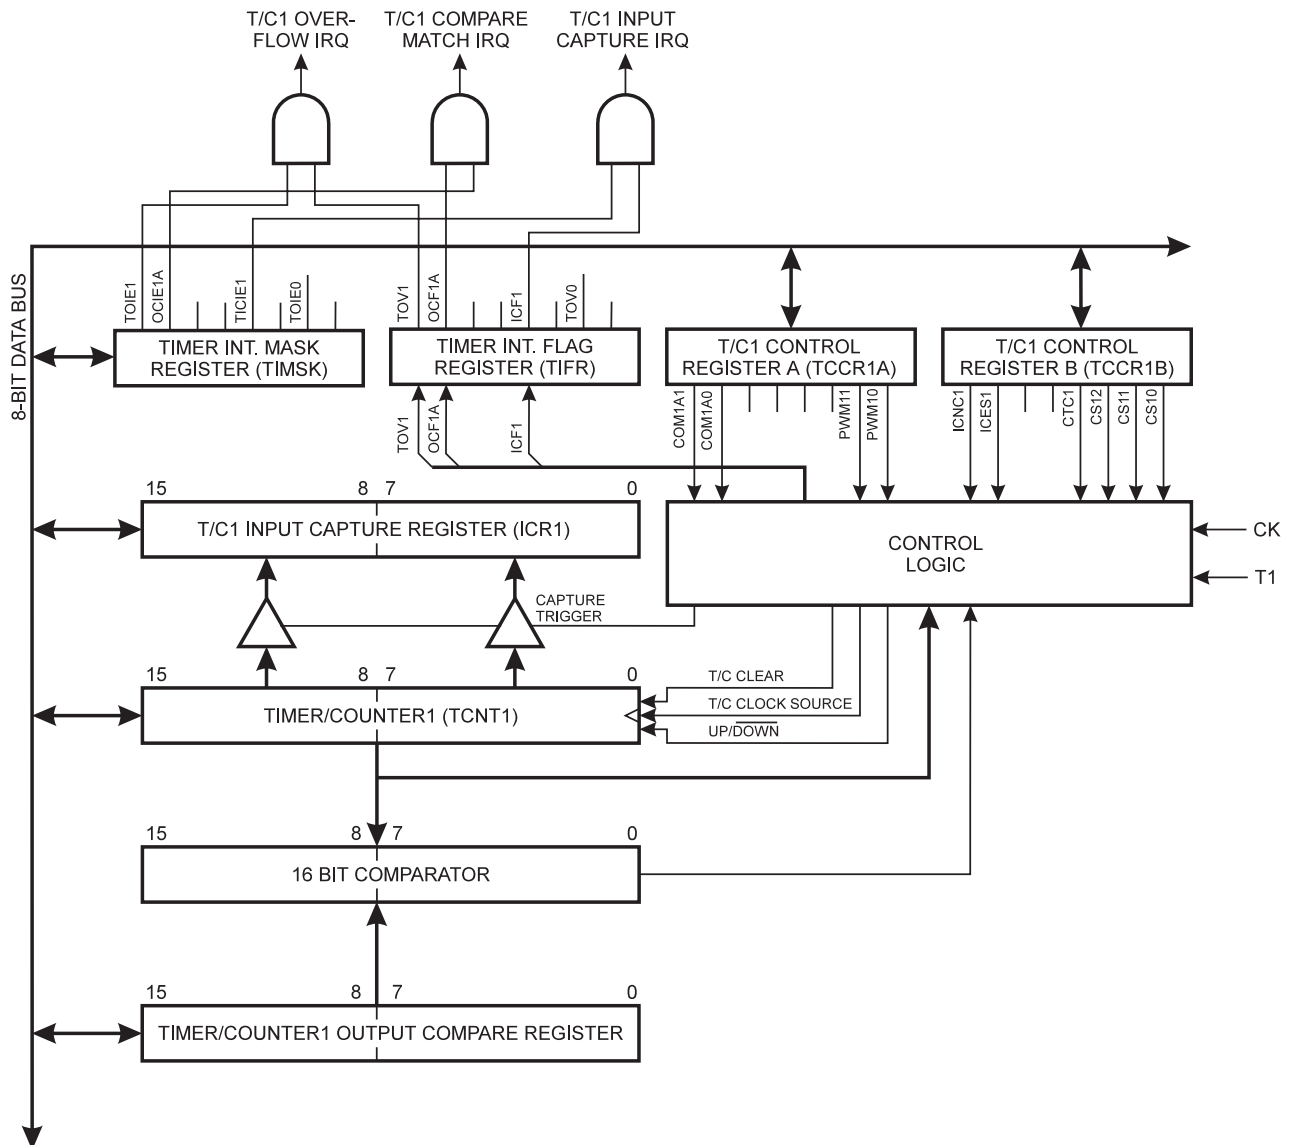 T/C1 OVER-
FLOW IRQ
T/C1 COMPARE
MATCH IRQ
T/C1 INPUT
CAPTURE IRQ
8-BIT DATA BUS
TOIE1
OCIE1A
TICIE1
TOIE0
TOV1
OCF1A
ICF1
TOV0
TIMER INT. MASK
REGISTER (TIMSK)
TIMER INT. FLAG
REGISTER (TIFR)
T/C1 CONTROL
REGISTER A (TCCR1A)
T/C1 CONTROL
REGISTER B (TCCR1B)
TOV1
OCF1A
ICF1
COM1A1
COM1A0
PWM11
PWM10
ICNC1
ICES1
CTC1
CS12
CS11
CS10
15 8 7 0
T/C1 INPUT CAPTURE REGISTER (ICR1)
CONTROL
LOGIC
CK
T1
CAPTURE
TRIGGER
15 8 7 0
TIMER/COUNTER1 (TCNT1)
T/C CLEAR
T/C CLOCK SOURCE
UP/DOWN
15 8 7 0
16 BIT COMPARATOR
15 8 7 0
TIMER/COUNTER1 OUTPUT COMPARE REGISTER